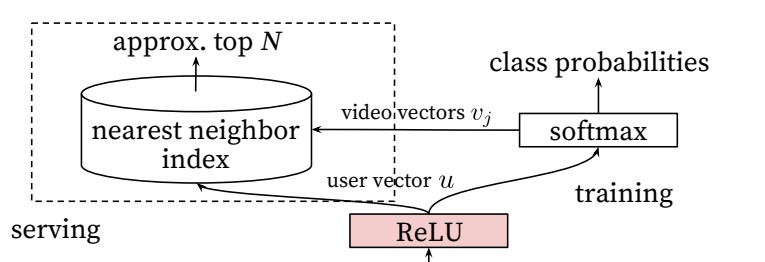 approx. top N
class probabilities
video vectors v_j
nearest neighbor
index
softmax
user vector u
training
serving
ReLU